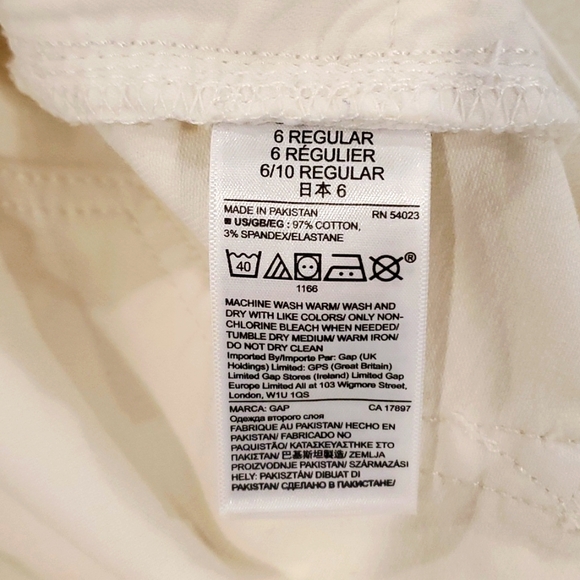 6 REGULAR
6 RÉGULIER
6/10 REGULAR
日本 6
MADE IN PAKISTAN RN 54023
■ US/GB/EG : 97% COTTON,
3% SPANDEX/ELASTANE
40
®
1166
MACHINE WASH WARM/ WASH AND
DRY WITH LIKE COLORS/ ONLY NON-
CHLORINE BLEACH WHEN NEEDED/
TUMBLE DRY MEDIUM/ WARM IRON/
DO NOT DRY CLEAN
Imported By/Importe Par: Gap (UK
Holdings) Limited: GPS (Great Britain)
Limited Gap Stores (Ireland) Limited Gap
Europe Limited All at 103 Wigmore Street,
London, W1U 1QS
MARCA: GAP CA 17897
Одежда второго слоя
FABRIQUE AU PAKISTAN/ HECHO EN
PAKISTAN/ FABRICADO NO
PAQUISTÃO/ ΚΑΤΑΣΚΕΥΑΣΤΗΚΕ ΣΤΟ
ΠΑΚΙΣΤΑΝ/ 巴基斯坦製造/ ZEMLJA
PROIZVODNJE PAKISTAN/ SZÁRMAZÁSI
HELY: PAKISZTÁN/ DIBUAT DI
PAKISTAN/ СДЕЛАНО В ПАКИСТАНЕ/